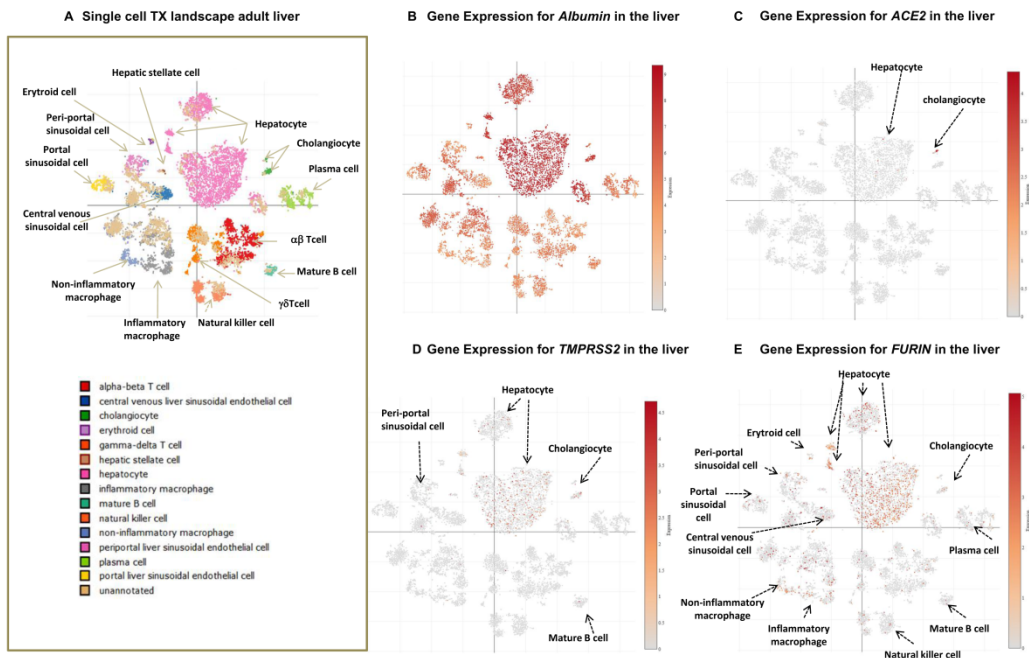 A Single cell TX landscape adult liver
Hepatic stellate cell
Erytroid cell
Peri-portal
sinusoidal cell
Portal
sinusoidal cell
Central venous
sinusoidal cell
Non-inflammatory
macrophage
Inflammatory
macrophage
Natural killer cell
γδTcell
Mature B cell
αβ Tcell
Plasma cell
Cholangiocyte
Hepatocyte
alpha-beta T cell
central venous liver sinusoidal endothelial cell
cholangiocyte
erythroid cell
gamma-delta T cell
hepatic stellate cell
hepatocyte
inflammatory macrophage
mature B cell
natural killer cell
non-inflammatory macrophage
periportal liver sinusoidal endothelial cell
plasma cell
portal liver sinusoidal endothelial cell
unannotated
B Gene Expression for Albumin in the liver
Expression
C Gene Expression for ACE2 in the liver
Hepatocyte
cholangiocyte
Expression
D Gene Expression for TMPRSS2 in the liver
Hepatocyte
Peri-portal
sinusoidal cell
Cholangiocyte
Mature B cell
Expression
E Gene Expression for FURIN in the liver
Hepatocyte
Erytroid cell
Peri-portal
sinusoidal cell
Portal
sinusoidal
cell
Central venous
sinusoidal cell
Non-inflammatory
macrophage
Inflammatory
macrophage
Natural killer cell
Mature B cell
Plasma cell
Cholangiocyte
Expression